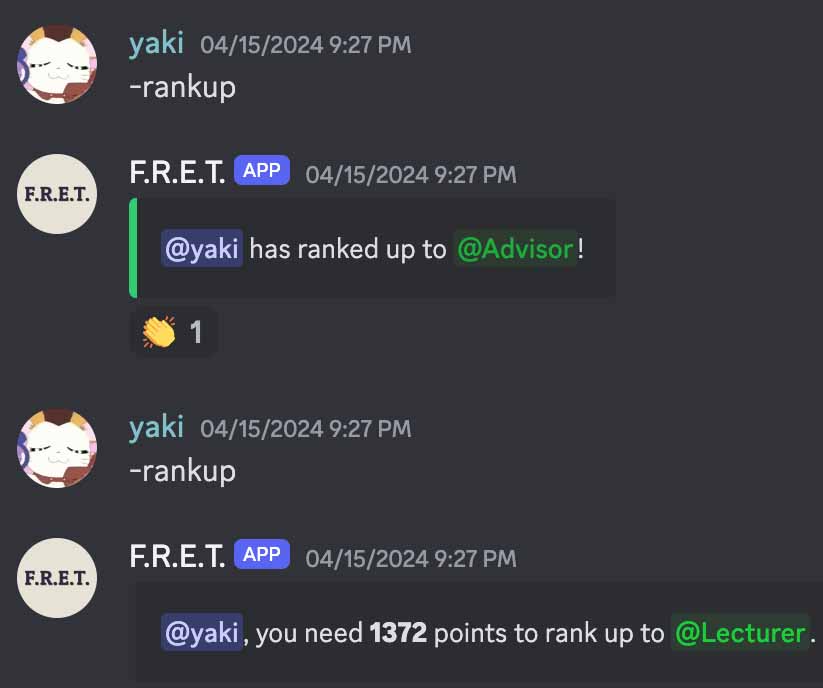 yaki 04/15/2024 9:27 PM
-rankup
F.R.E.T.
F.R.E.T. APP 04/15/2024 9:27 PM
@yaki has ranked up to @Advisor!
👏 1
yaki 04/15/2024 9:27 PM
-rankup
F.R.E.T.
F.R.E.T. APP 04/15/2024 9:27 PM
@yaki, you need 1372 points to rank up to @Lecturer.